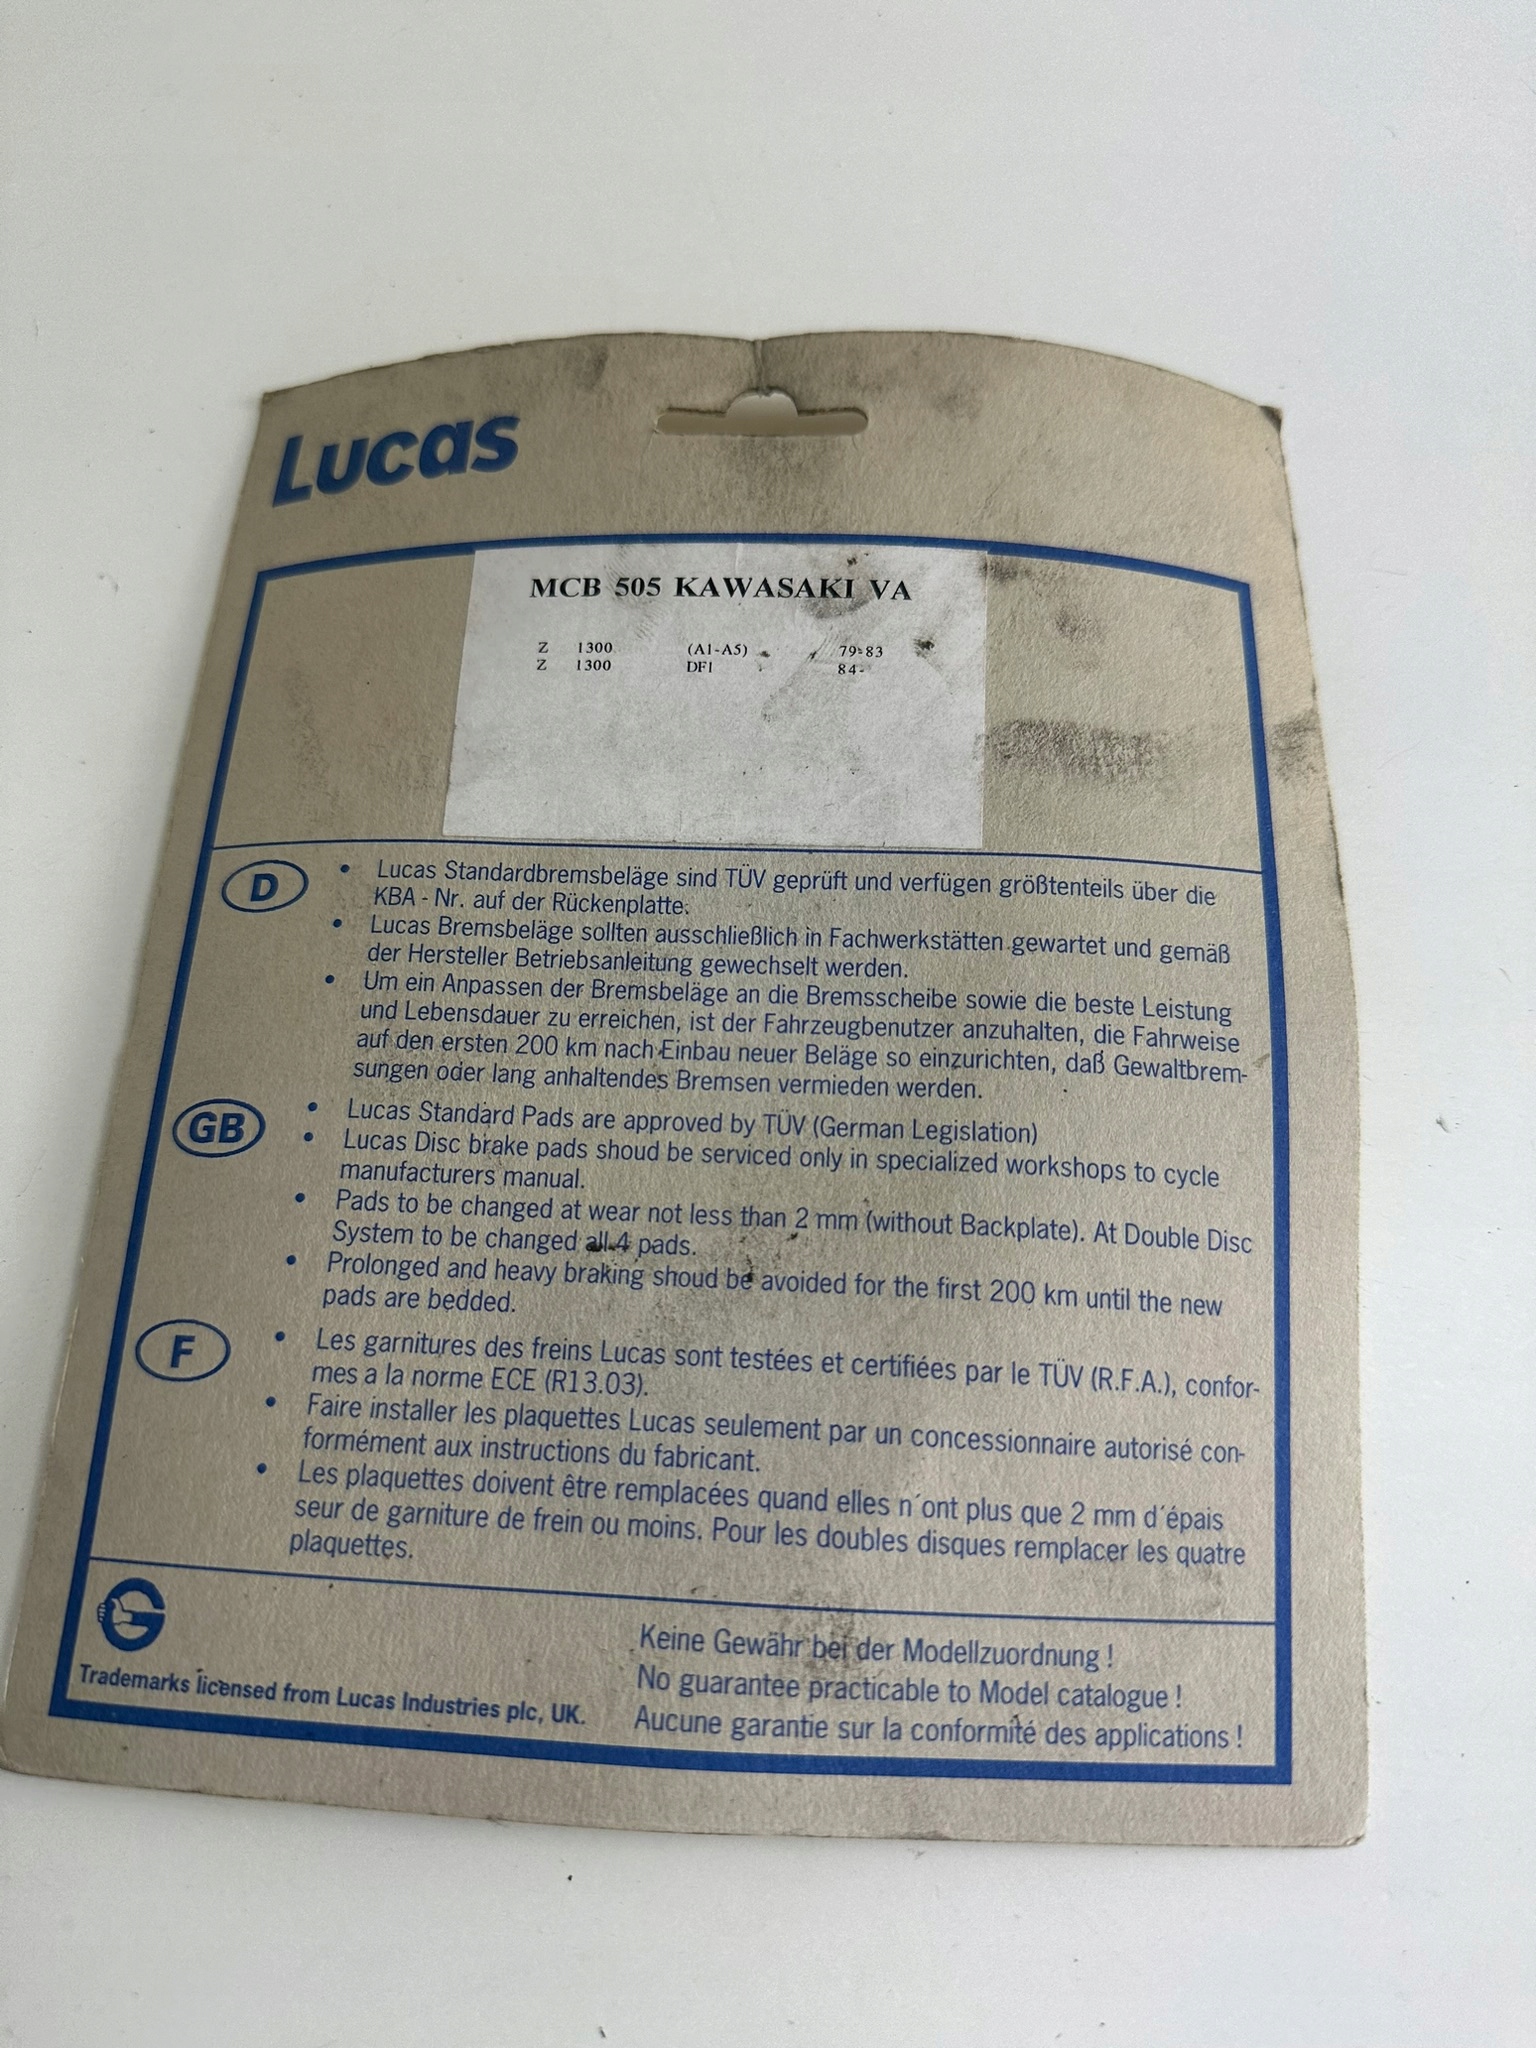 Lucas
MCB 505 KAWASAKI VA
Z 1300 (A1-A5) 79-83
Z 1300 DFI 84-
D
• Lucas Standardbremsbeläge sind TÜV geprüft und verfügen größtenteils über die
KBA - Nr. auf der Rückenplatte.
• Lucas Bremsbeläge sollten ausschließlich in Fachwerkstätten gewartet und gemäß
der Hersteller Betriebsanleitung gewechselt werden.
• Um ein Anpassen der Bremsbeläge an die Bremsscheibe sowie die beste Leistung
und Lebensdauer zu erreichen, ist der Fahrzeugbenutzer anzuhalten, die Fahrweise
auf den ersten 200 km nach Einbau neuer Beläge so einzurichten, daß Gewaltbrem-
sungen oder lang anhaltendes Bremsen vermieden werden.
GB
• Lucas Standard Pads are approved by TÜV (German Legislation)
• Lucas Disc brake pads shoud be serviced only in specialized workshops to cycle
manufacturers manual.
• Pads to be changed at wear not less than 2 mm (without Backplate). At Double Disc
System to be changed all 4 pads.
• Prolonged and heavy braking shoud be avoided for the first 200 km until the new
pads are bedded.
F
• Les garnitures des freins Lucas sont testées et certifiées par le TÜV (R.F.A.), confor-
mes a la norme ECE (R13.03).
• Faire installer les plaquettes Lucas seulement par un concessionnaire autorisé con-
formément aux instructions du fabricant.
• Les plaquettes doivent être remplacées quand elles n´ont plus que 2 mm d´épais
seur de garniture de frein ou moins. Pour les doubles disques remplacer les quatre
plaquettes.
Trademarks licensed from Lucas Industries plc, UK.
Keine Gewähr bei der Modellzuordnung !
No guarantee practicable to Model catalogue !
Aucune garantie sur la conformité des applications !